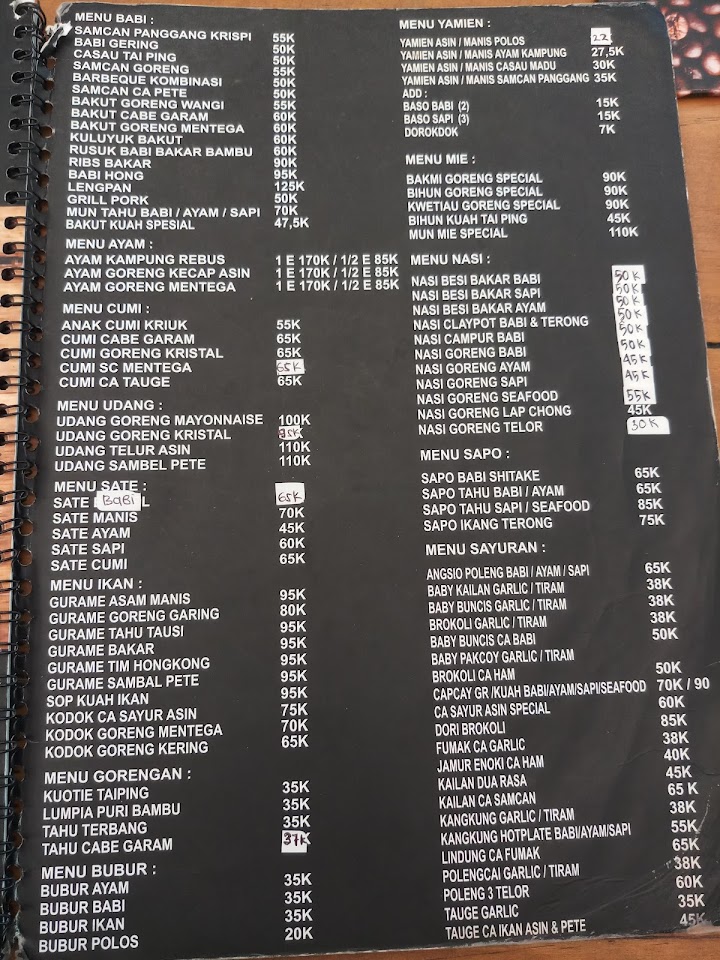 MENU BABI :
SAMCAN PANGGANG KRISPI 55K
BABI GERING 50K
CASAU TAI PING 50K
SAMCAN GORENG 55K
BARBEQUE KOMBINASI 50K
SAMCAN CA PETE 50K
BAKUT GORENG WANGI 55K
BAKUT CABE GARAM 60K
BAKUT GORENG MENTEGA 60K
KULUYUK BAKUT 60K
RUSUK BABI BAKAR BAMBU 60K
RIBS BAKAR 90K
BABI HONG 95K
LENGPAN 125K
GRILL PORK 50K
MUN TAHU BABI / AYAM / SAPI 70K
BAKUT KUAH SPESIAL 47,5K
MENU AYAM :
AYAM KAMPUNG REBUS 1 E 170K / 1/2 E 85K
AYAM GORENG KECAP ASIN 1 E 170K / 1/2 E 85K
AYAM GORENG MENTEGA 1 E 170K / 1/2 E 85K
MENU CUMI :
ANAK CUMI KRIUK 55K
CUMI CABE GARAM 65K
CUMI GORENG KRISTAL 65K
CUMI SC MENTEGA 65K
CUMI CA TAUGE 65K
MENU UDANG :
UDANG GORENG MAYONNAISE 100K
UDANG GORENG KRISTAL
UDANG TELUR ASIN 110K
UDANG SAMBEL PETE 110K
MENU SATE :
SATE BABI L 65K
SATE MANIS 70K
SATE AYAM 45K
SATE SAPI 60K
SATE CUMI 65K
MENU IKAN :
GURAME ASAM MANIS 95K
GURAME GORENG GARING 80K
GURAME TAHU TAUSI 95K
GURAME BAKAR 95K
GURAME TIM HONGKONG 95K
GURAME SAMBAL PETE 95K
SOP KUAH IKAN 95K
KODOK CA SAYUR ASIN 75K
KODOK GORENG MENTEGA 70K
KODOK GORENG KERING 65K
MENU GORENGAN :
KUOTIE TAIPING 35K
LUMPIA PURI BAMBU 35K
TAHU TERBANG 35K
TAHU CABE GARAM 37K
MENU BUBUR :
BUBUR AYAM 35K
BUBUR BABI 35K
BUBUR IKAN 35K
BUBUR POLOS 20K
MENU YAMIEN :
YAMIEN ASIN / MANIS POLOS 22
YAMIEN ASIN / MANIS AYAM KAMPUNG 27,5K
YAMIEN ASIN / MANIS CASAU MADU 30K
YAMIEN ASIN / MANIS SAMCAN PANGGANG 35K
ADD :
BASO BABI (2) 15K
BASO SAPI (3) 15K
DOROKDOK 7K
MENU MIE :
BAKMI GORENG SPECIAL 90K
BIHUN GORENG SPECIAL 90K
KWETIAU GORENG SPECIAL 90K
BIHUN KUAH TAI PING 45K
MUN MIE SPECIAL 110K
MENU NASI :
NASI BESI BAKAR BABI 50K
NASI BESI BAKAR SAPI 50K
NASI BESI BAKAR AYAM 50K
NASI CLAYPOT BABI & TERONG 50K
NASI CAMPUR BABI 50K
NASI GORENG BABI 50K
NASI GORENG AYAM 45K
NASI GORENG SAPI 45K
NASI GORENG SEAFOOD 55K
NASI GORENG LAP CHONG 45K
NASI GORENG TELOR 30K
MENU SAPO :
SAPO BABI SHITAKE 65K
SAPO TAHU BABI / AYAM 65K
SAPO TAHU SAPI / SEAFOOD 85K
SAPO IKANG TERONG 75K
MENU SAYURAN :
ANGSIO POLENG BABI / AYAM / SAPI 65K
BABY KAILAN GARLIC / TIRAM 38K
BABY BUNCIS GARLIC / TIRAM 38K
BROKOLI GARLIC / TIRAM 38K
BABY BUNCIS CA BABI 50K
BABY PAKCOY GARLIC / TIRAM
BROKOLI CA HAM 50K
CAPCAY GR /KUAH BABI/AYAM/SAPI/SEAFOOD 70K / 90
CA SAYUR ASIN SPECIAL 60K
DORI BROKOLI 85K
FUMAK CA GARLIC 38K
JAMUR ENOKI CA HAM 40K
KAILAN DUA RASA 45K
KAILAN CA SAMCAN 65 K
KANGKUNG GARLIC / TIRAM 38K
KANGKUNG HOTPLATE BABI/AYAM/SAPI 55K
LINDUNG CA FUMAK 65K
POLENGCAI GARLIC / TIRAM 38K
POLENG 3 TELOR 60K
TAUGE GARLIC 35K
TAUGE CA IKAN ASIN & PETE 45K